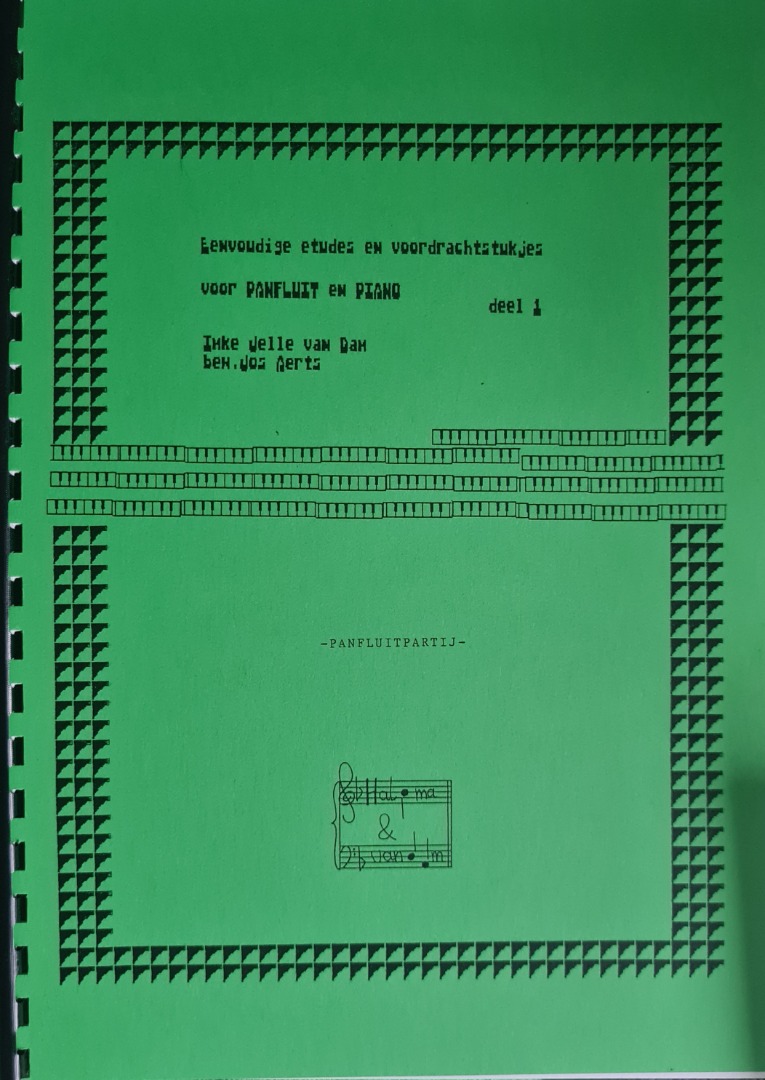 Eenvoudige etudes en voordrachtstukjes
voor PANFLUIT en PIANO
deel 1
Imke Jelle van Dam
bew.Jos Aerts
-PANFLUITPARTIJ-
&